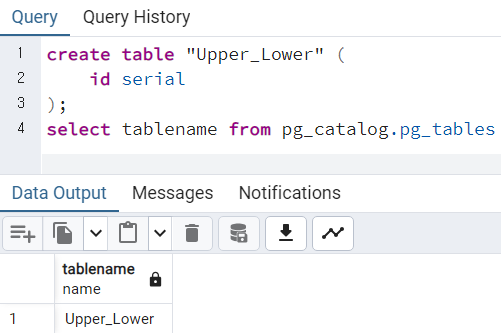 Query Query History
1 create table "Upper_Lower" (
2 id serial
3 );
4 select tablename from pg_catalog.pg_tables
Data Output Messages Notifications
tablename
name
1 Upper_Lower